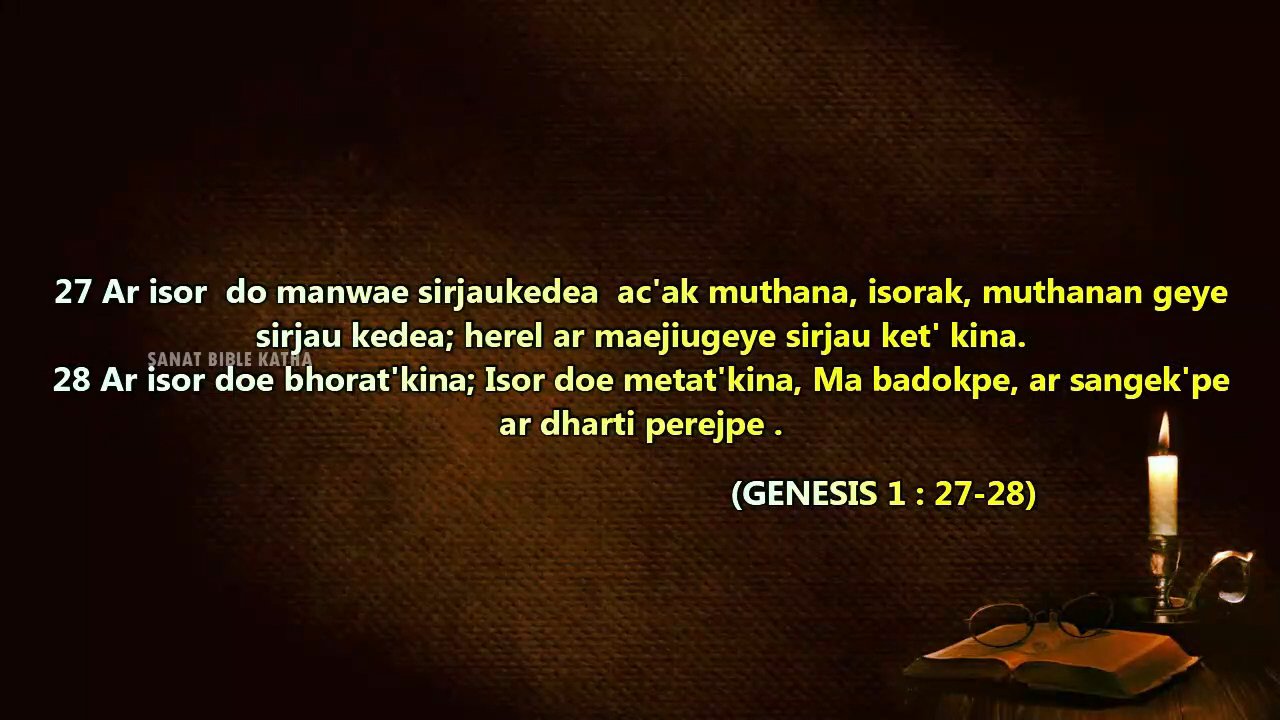 27 Ar isor  do manwae sirjaukedea  ac'ak muthana, isorak, muthanan geye
sirjau kedea; herel ar maejiugeye sirjau ket' kina.
SANAT BIBLE KATHA
28 Ar isor doe bhorat'kina; Isor doe metat'kina, Ma badokpe, ar sangek'pe
ar dharti perejpe .
(GENESIS 1 : 27-28)